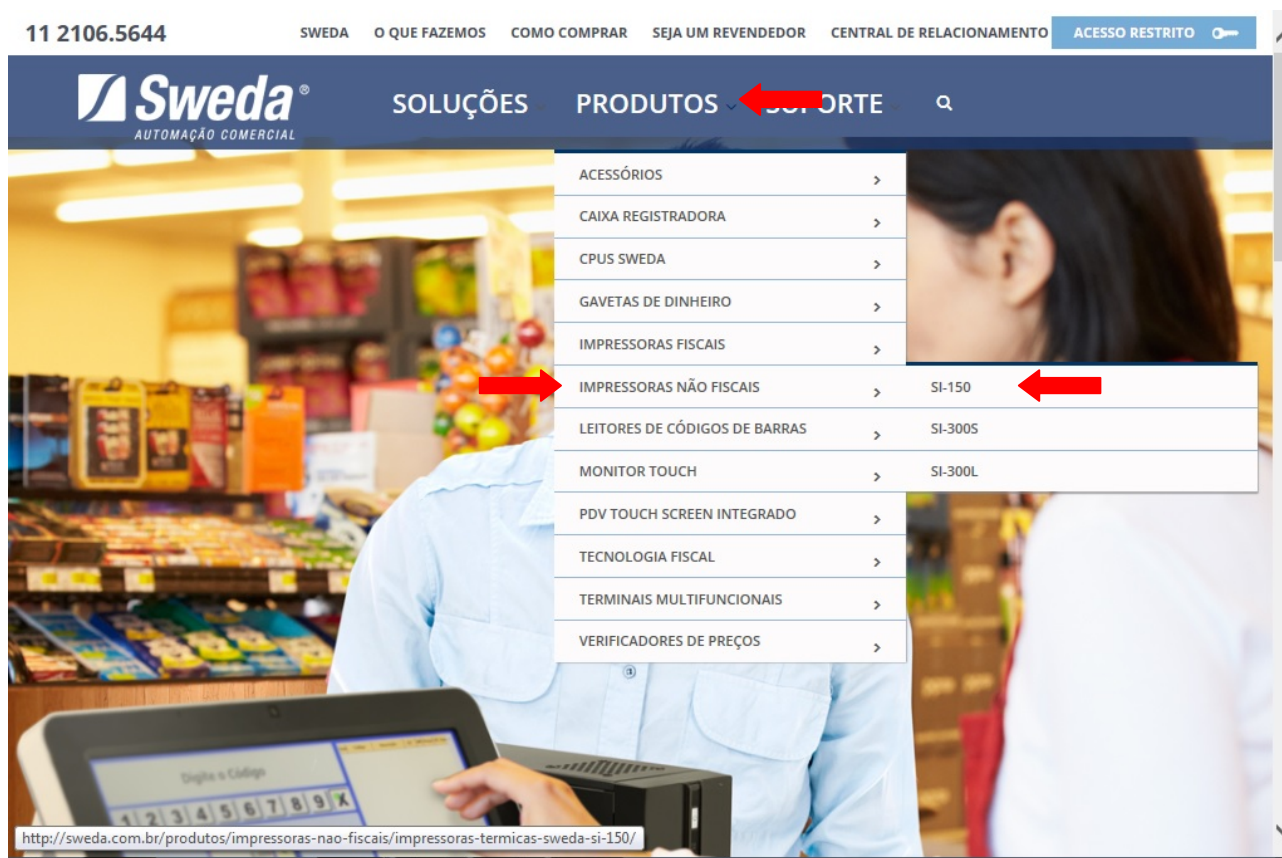 11 2106.5644 SWEDA O QUE FAZEMOS COMO COMPRAR SEJA UM REVENDEDOR CENTRAL DE RELACIONAMENTO ACESSO RESTRITO
Sweda®
AUTOMAÇÃO COMERCIAL
SOLUÇÕES PRODUTOS SUPORTE
ACESSÓRIOS
CAIXA REGISTRADORA
CPUS SWEDA
GAVETAS DE DINHEIRO
IMPRESSORAS FISCAIS
IMPRESSORAS NÃO FISCAIS
SI-150
LEITORES DE CÓDIGOS DE BARRAS
SI-300S
MONITOR TOUCH
SI-300L
PDV TOUCH SCREEN INTEGRADO
TECNOLOGIA FISCAL
TERMINAIS MULTIFUNCIONAIS
VERIFICADORES DE PREÇOS
Digite o Código
1 2 3 4 5 6 7 8 9 X
http://sweda.com.br/produtos/impressoras-nao-fiscais/impressoras-termicas-sweda-si-150/